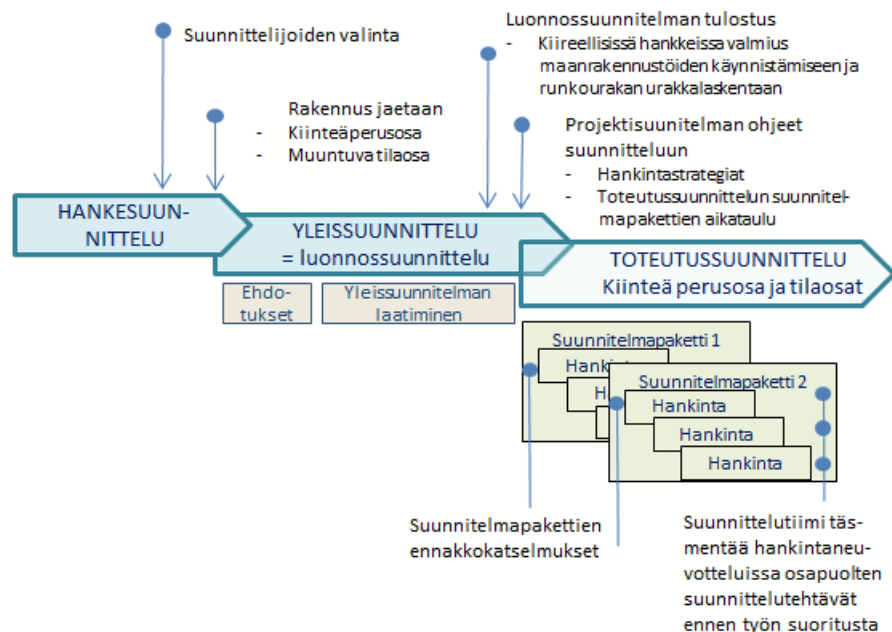 Suunnittelijoiden valinta
Luonnossuunnitelman tulostus
- Kiireellisissä hankkeissa valmius
maanrakennustöiden käynnistämiseen ja
runkourakan urakkalaskentaan
Rakennus jaetaan
- Kiinteäperusosa
- Muuntuva tilaosa
Projektisuunitelman ohjeet
suunnitteluun
- Hankintastrategiat
- Toteutussuunnittelun suunnitel-
mapakettien aikataulu
HANKESUUN-
NITTELU
YLEISSUUNNITTELU
= luonnossuunnittelu
TOTEUTUSSUUNNITTELU
Kiinteä perusosa ja tilaosat
Ehdo-
tukset
Yleissuunnitelman
laatiminen
Suunnitelmapaketti 1
Suunnitelmapaketti 2
Hankinta
Hankinta
Hankinta
Suunnitelmapakettien
ennakkokatselmukset
Suunnittelutiimi täs-
mentää hankintaneu-
votteluissa osapuolten
suunnittelutehtävät
ennen työn suoritusta